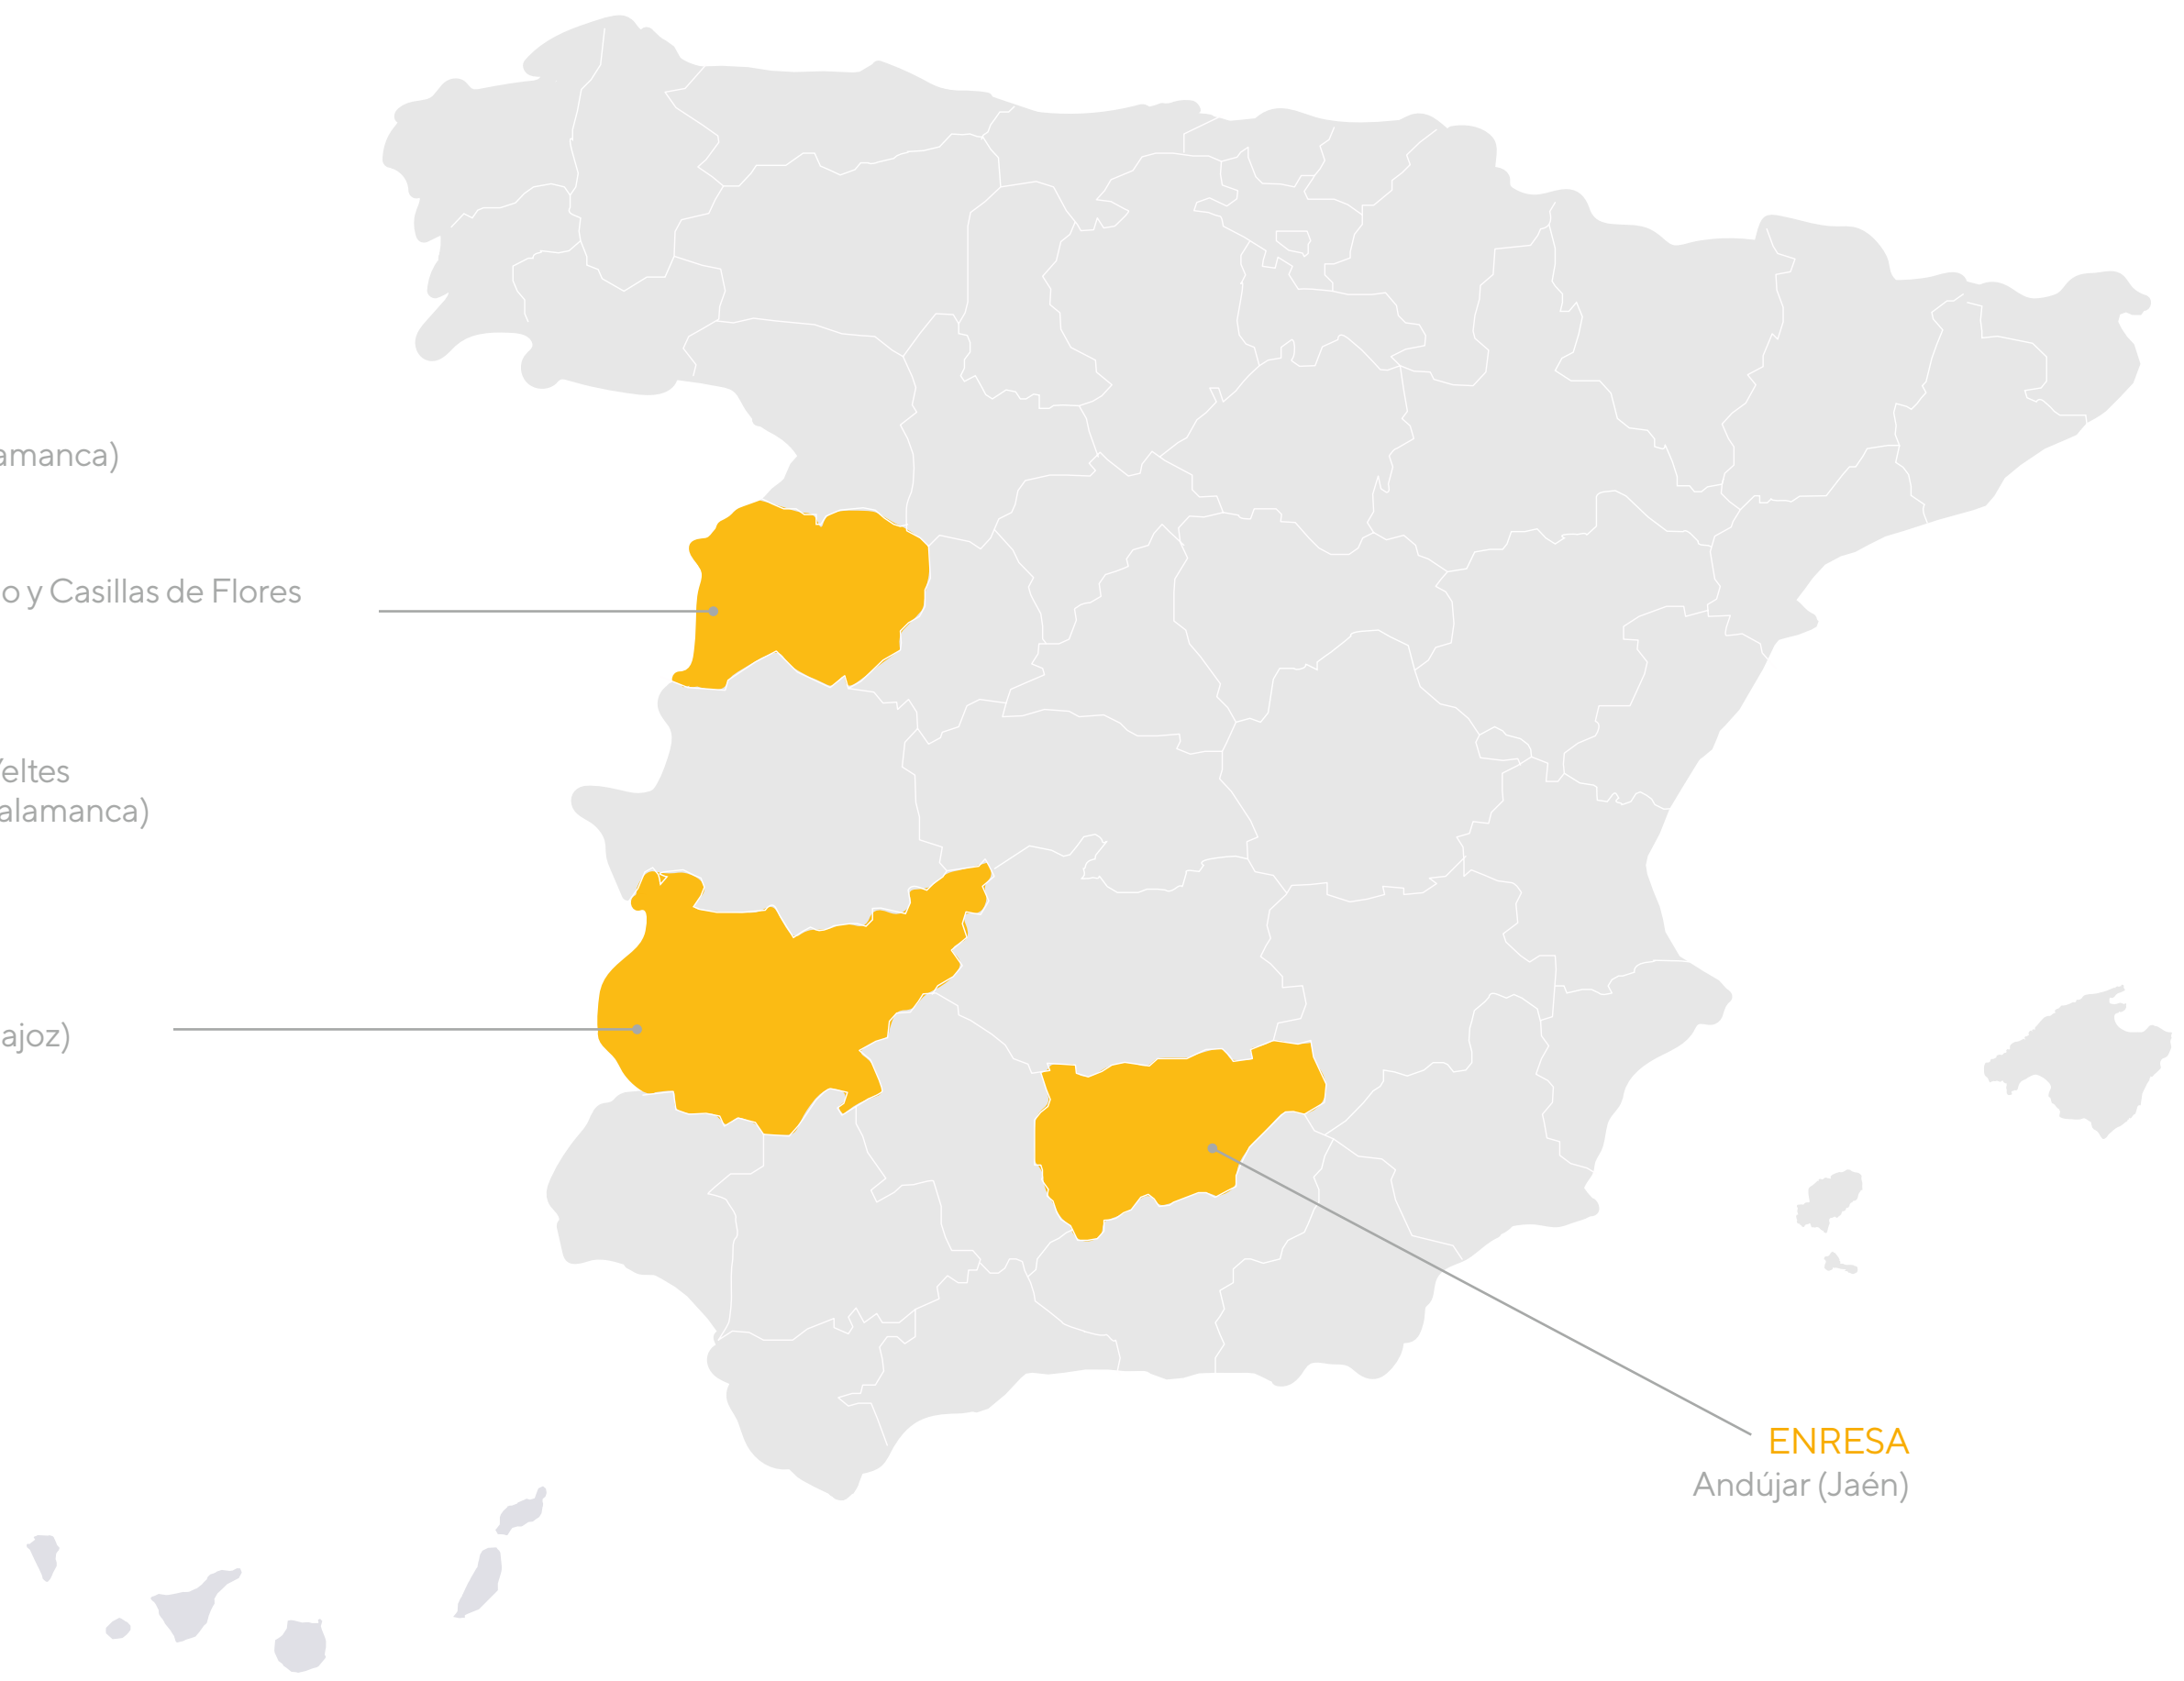 amanca)
o y Casillas de Flores
eltes
alamanca)
ajoz)
ENRESA
Andújar (Jaén)